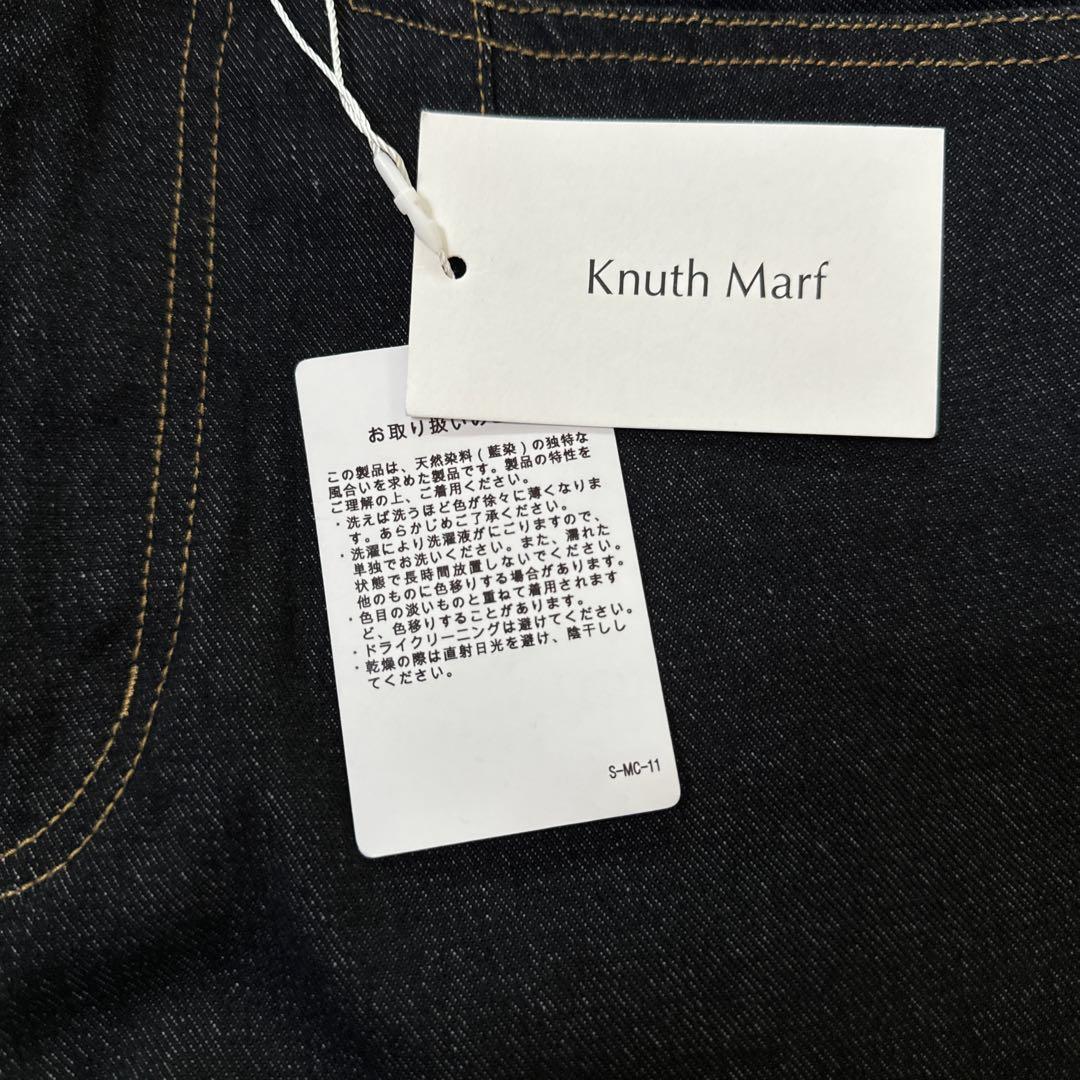 Knuth Marf
お取り扱いの
この製品は、天然染料(藍染)の独特な
風合いを求めた製品です。製品の特性を
ご理解の上、ご着用ください。
・洗えば洗うほど色が徐々に薄くなりま
す。あらかじめご了承ください。
・洗濯により洗濯液がにごりますので、
単独でお洗いください。また、濡れた
状態で長時間放置しないでください。
他のものに色移りする場合があります。
・色目の淡いものと重ねて着用されます
ど、色移りすることがあります。
・ドライクリーニングは避けてください。
・乾燥の際は直射日光を避け、陰干しし
てください。
S-MC-11